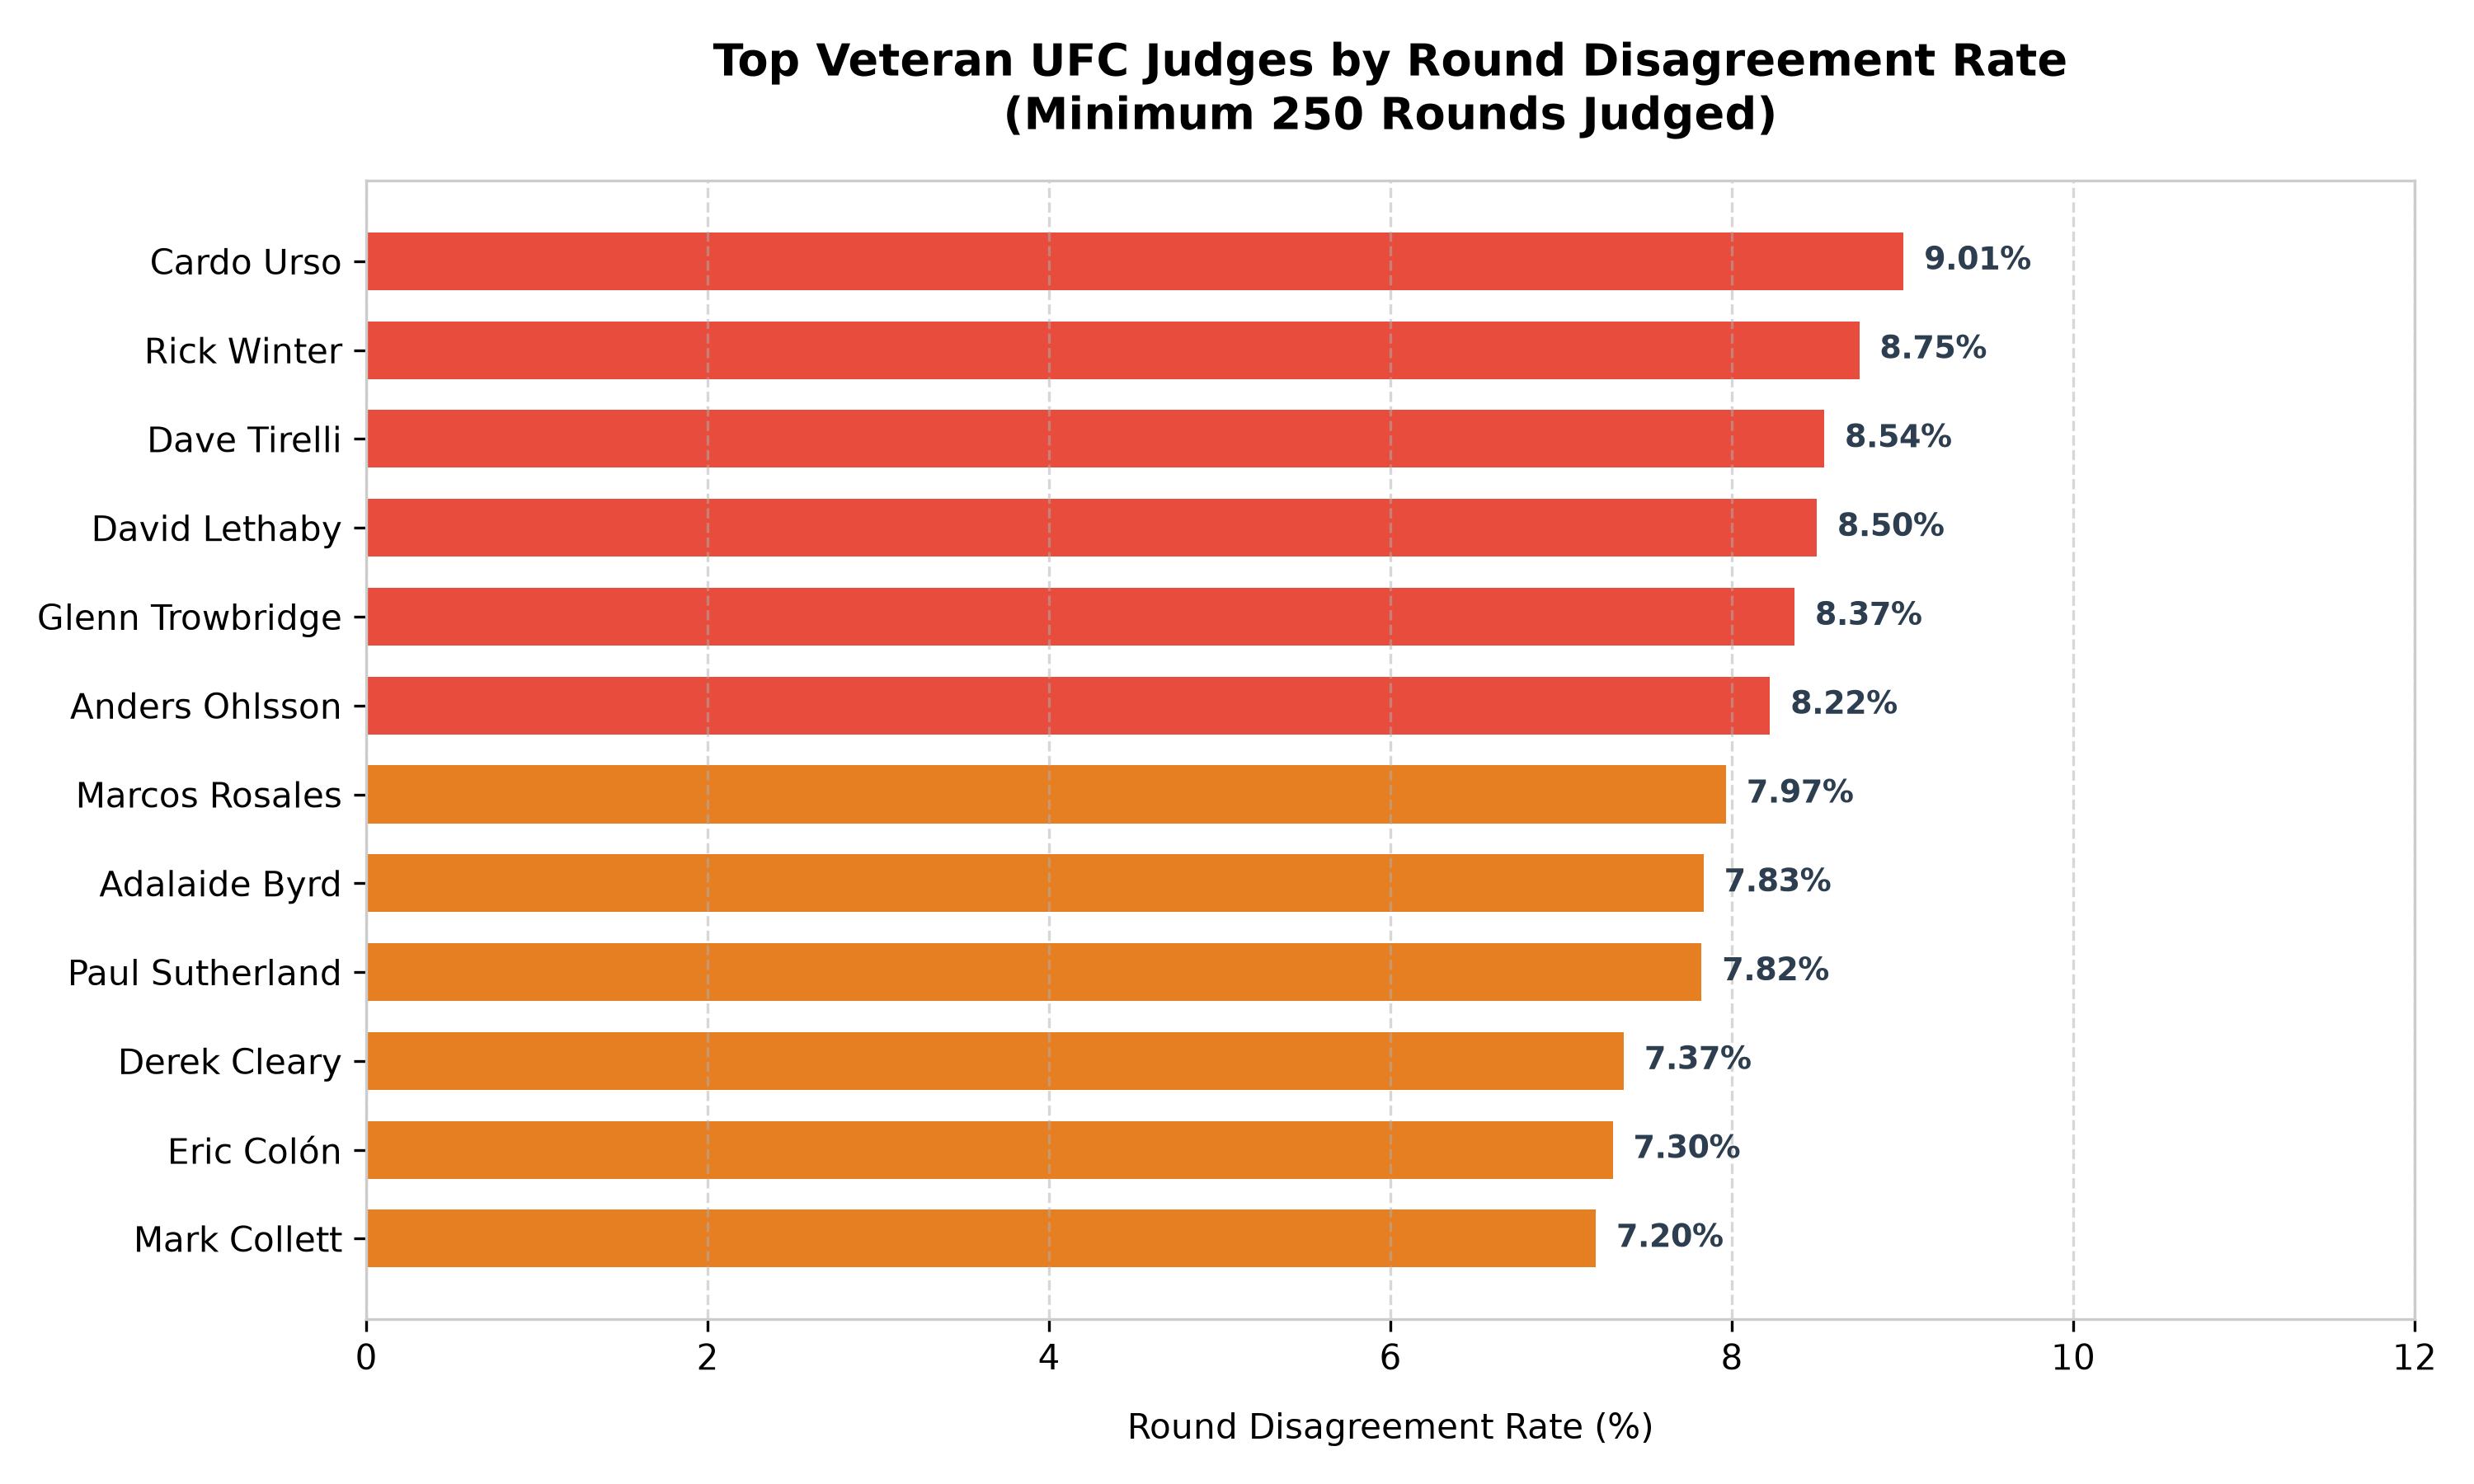 Top Veteran UFC Judges by Round Disagreement Rate
(Minimum 250 Rounds Judged)
Cardo Urso 9.01%
Rick Winter 8.75%
Dave Tirelli 8.54%
David Lethaby 8.50%
Glenn Trowbridge 8.37%
Anders Ohlsson 8.22%
Marcos Rosales 7.97%
Adalaide Byrd 7.83%
Paul Sutherland 7.82%
Derek Cleary 7.37%
Eric Colón 7.30%
Mark Collett 7.20%
0 2 4 6 8 10 12
Round Disagreement Rate (%)